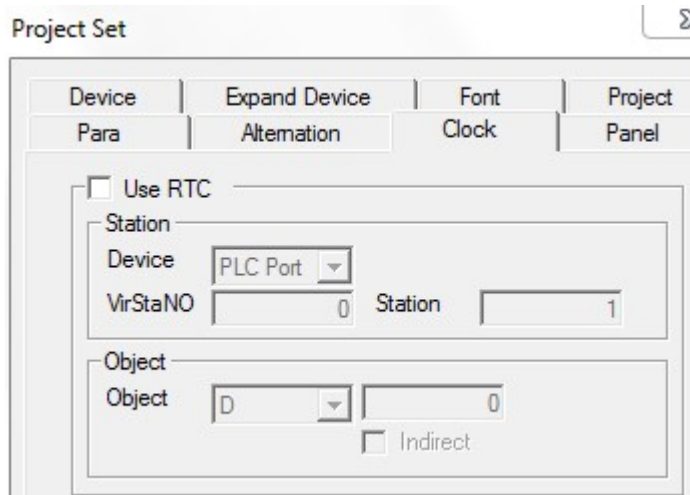 Project Set
Device Expand Device Font Project
Para Alternation Clock Panel
Use RTC
Station
Device PLC Port
VirStaNO 0 Station 1
Object
Object D 0
Indirect